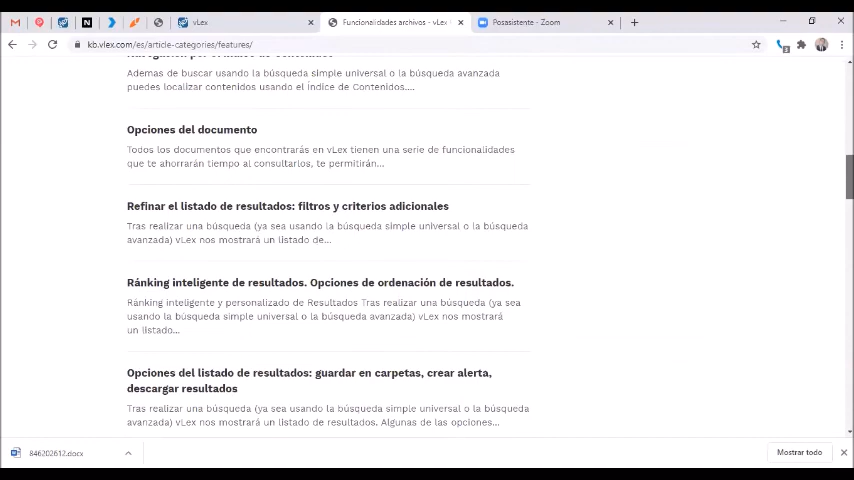 vLex
Funcionalidades archivos - vLex
Posasistente - Zoom
kb.vlex.com/es/article-categories/features/
Ademas de buscar usando la búsqueda simple universal o la búsqueda avanzada
puedes localizar contenidos usando el Índice de Contenidos....
Opciones del documento
Todos los documentos que encontrarás en vLex tienen una serie de funcionalidades
que te ahorrarán tiempo al consultarlos, te permitirán...
Refinar el listado de resultados: filtros y criterios adicionales
Tras realizar una búsqueda (ya sea usando la búsqueda simple universal o la búsqueda
avanzada) vLex nos mostrará un listado de...
Ránking inteligente de resultados. Opciones de ordenación de resultados.
Ránking inteligente y personalizado de Resultados Tras realizar una búsqueda (ya sea
usando la búsqueda simple universal o la búsqueda avanzada) vLex nos mostrará
un listado...
Opciones del listado de resultados: guardar en carpetas, crear alerta,
descargar resultados
Tras realizar una búsqueda (ya sea usando la búsqueda simple universal o la búsqueda
avanzada) vLex nos mostrará un listado de resultados. Algunas de las opciones...
846202612.docx
Mostrar todo